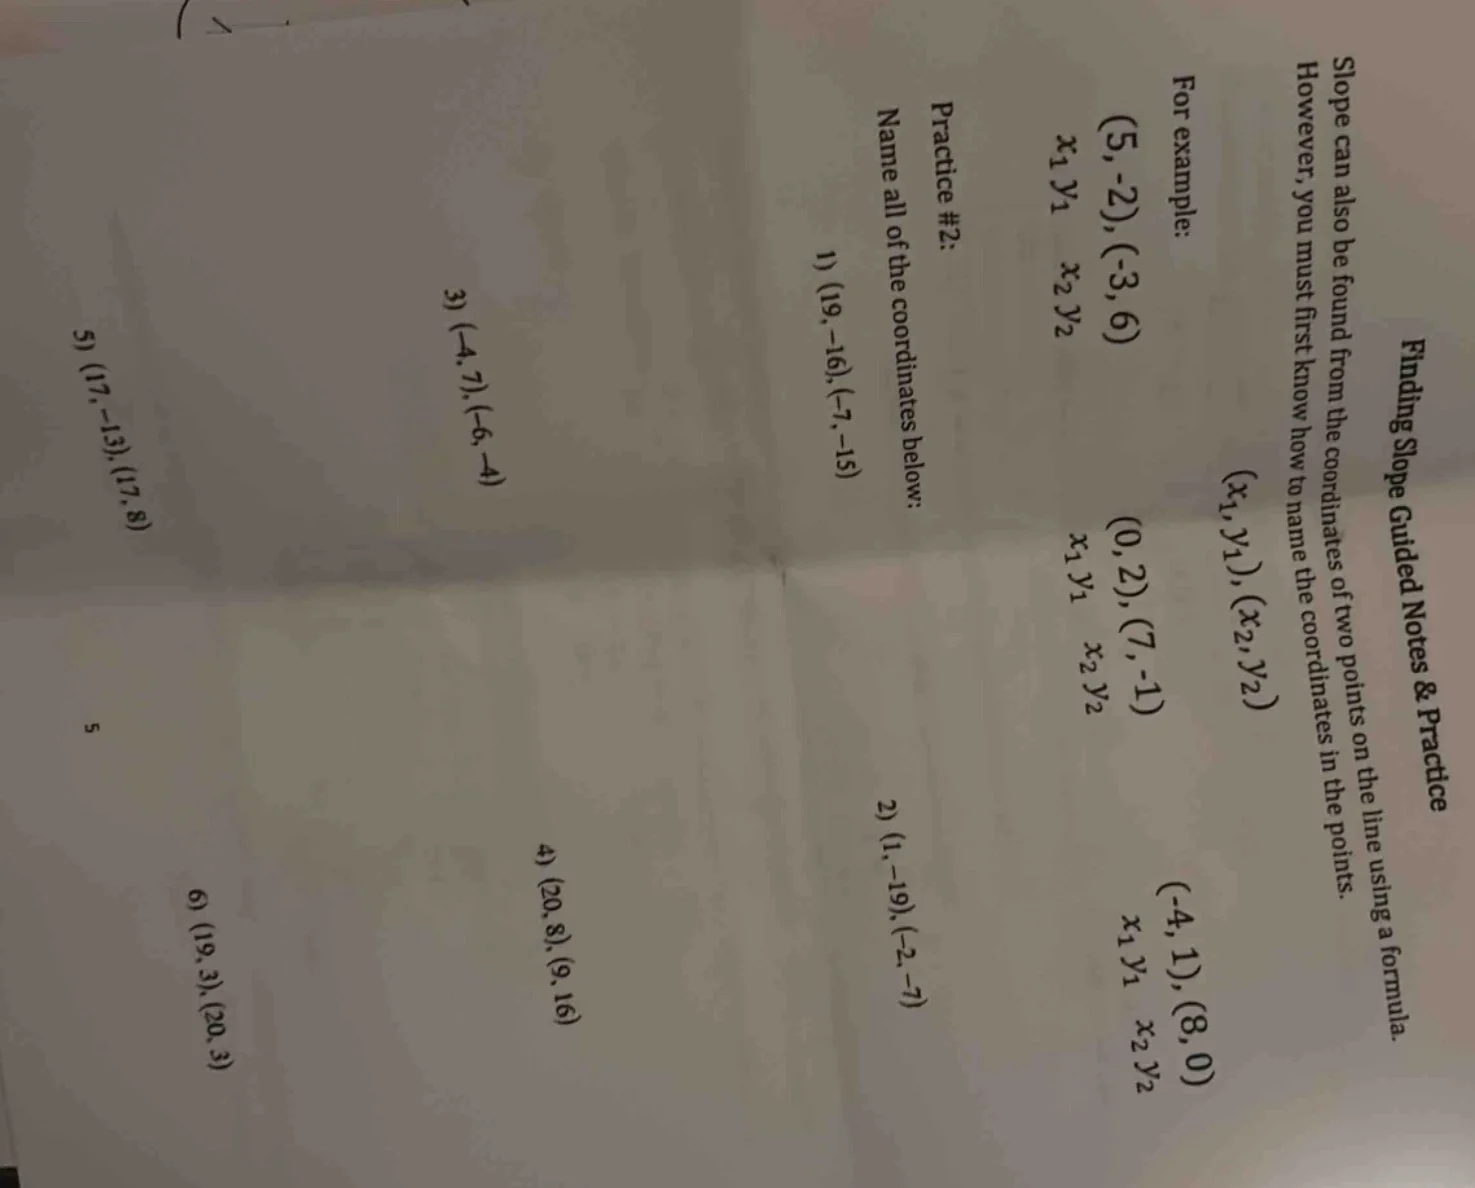 Finding Slope Guided Notes & Practice
Slope can also be found from the coordinates of two points on the line using a formula.
However, you must first know how to name the coordinates in the points.
(x₁, y₁), (x₂, y₂)
For example:
(5, -2), (-3, 6) (0, 2), (7, -1) (-4, 1), (8, 0)
x₁ y₁ x₂ y₂ x₁ y₁ x₂ y₂ x₁ y₁ x₂ y₂
Practice #2:
Name all of the coordinates below:
1) (19, −16), (−7, −15) 2) (1, −19), (−2, −7)
3) (−4, 7), (−6, −4) 4) (20, 8), (9, 16)
5) (17, −13), (17, 8) 6) (19, 3), (20, 3)
5